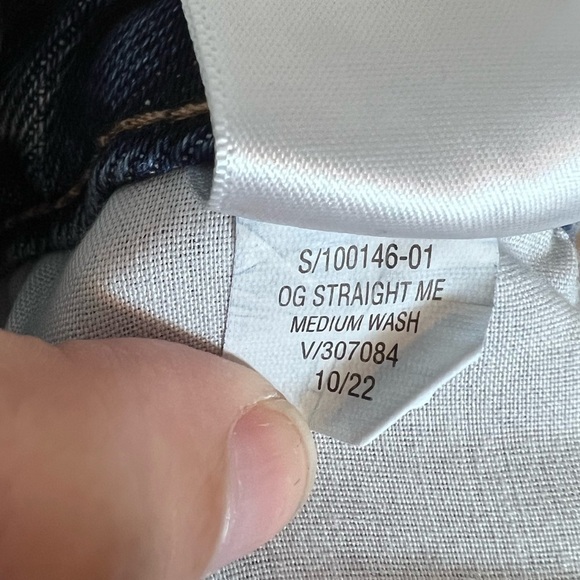 S/100146-01
OG STRAIGHT ME
MEDIUM WASH
V/307084
10/22